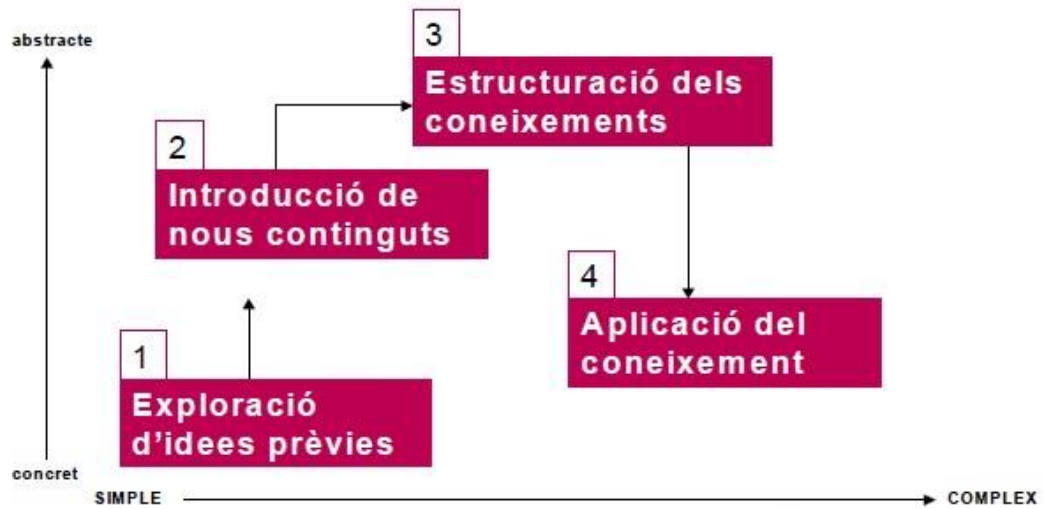 abstracte
3
Estructuració dels
coneixements
2
Introducció de
nous continguts
4
Aplicació del
coneixement
1
Exploració
d'idees prèvies
concret
SIMPLE
COMPLEX